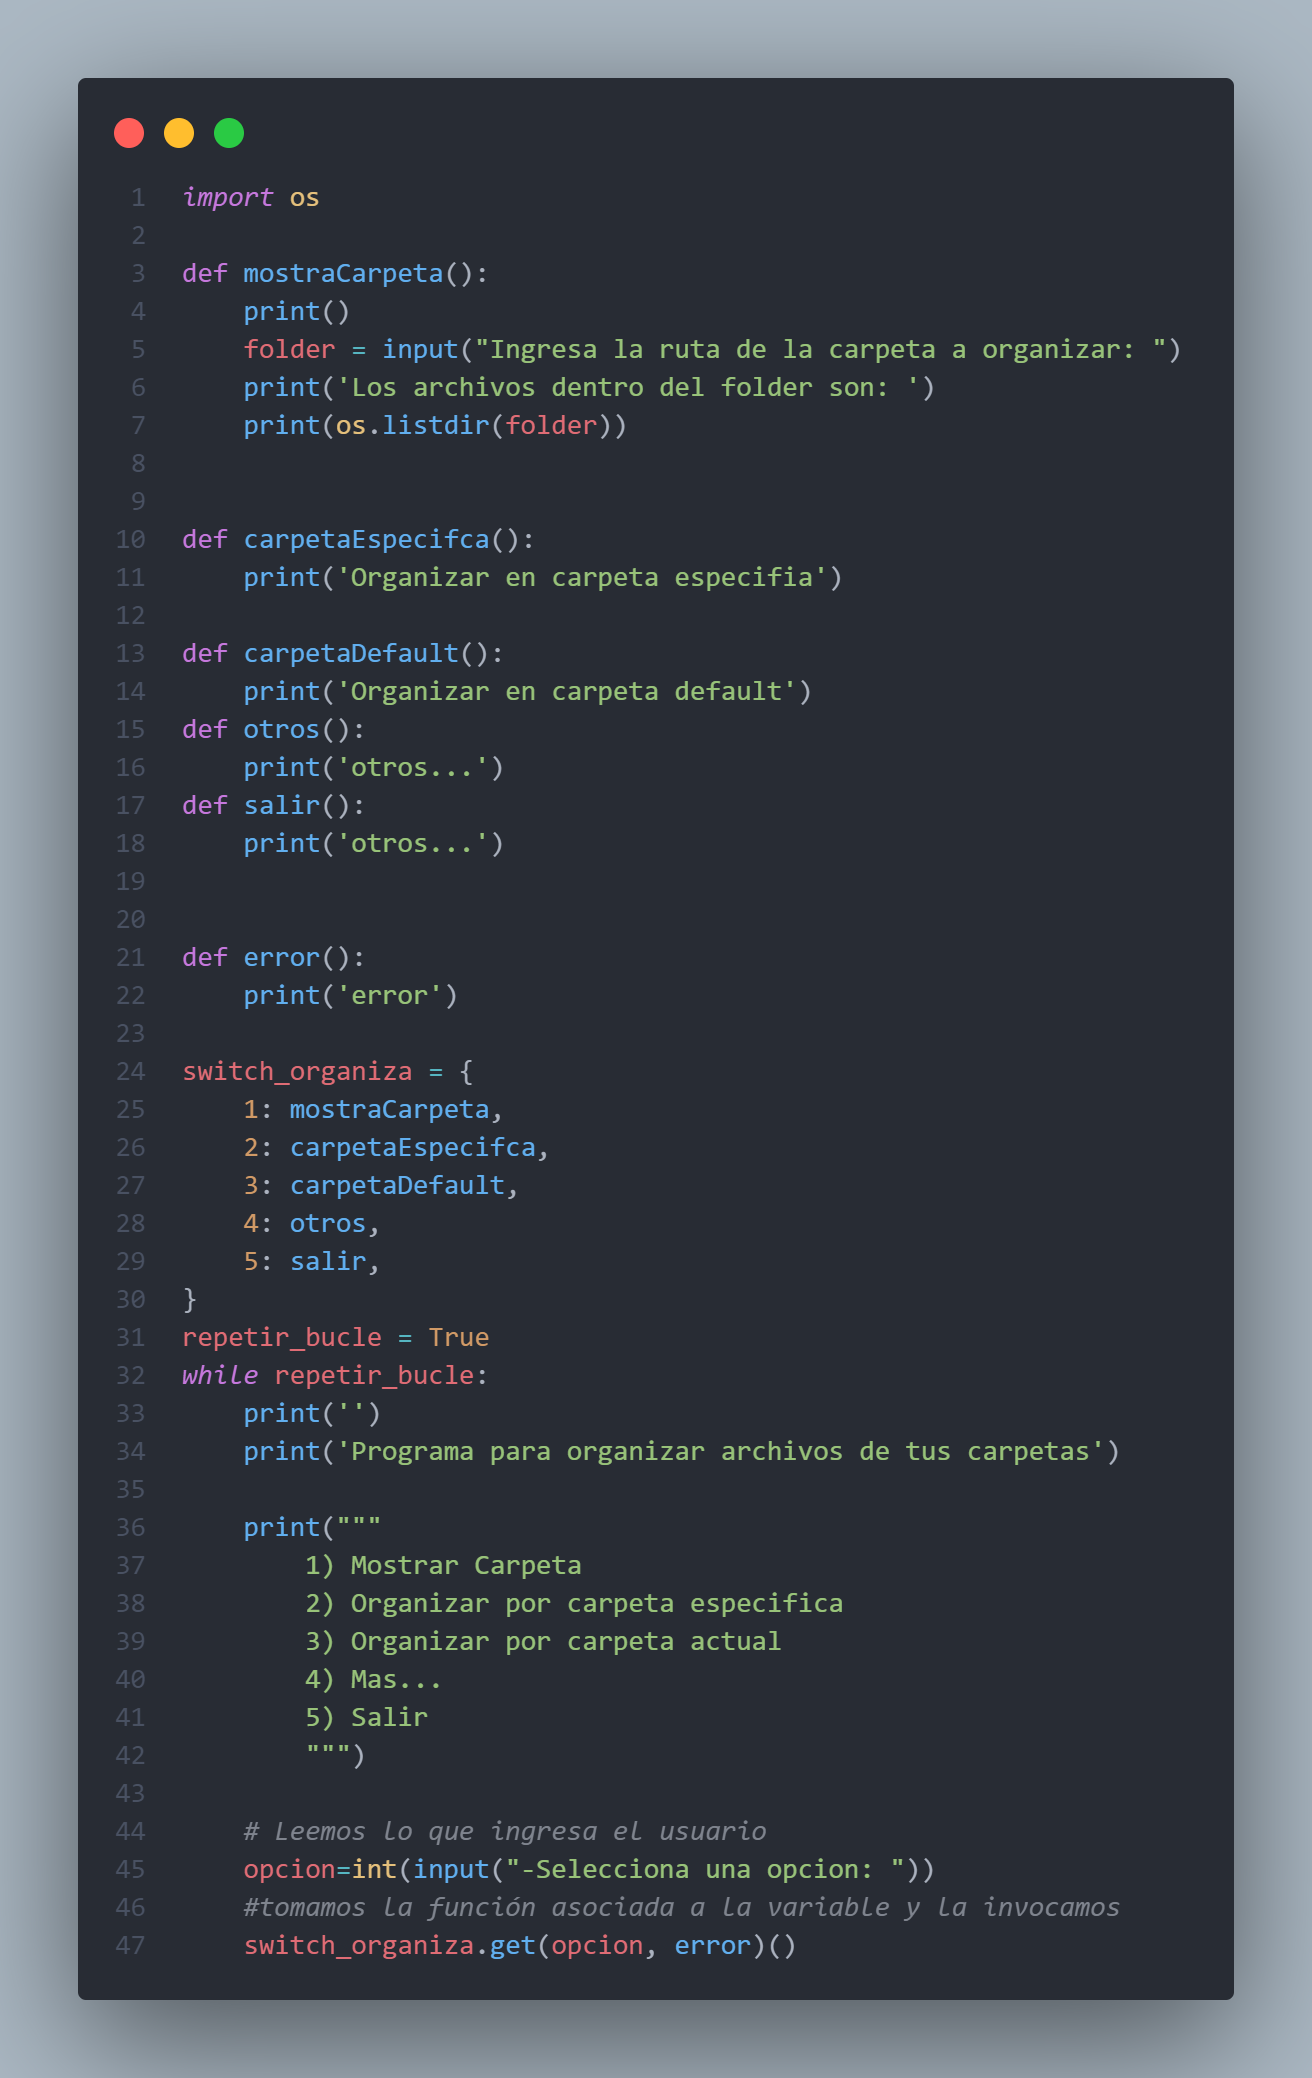 1 import os
2
3 def mostraCarpeta():
4     print()
5     folder = input("Ingresa la ruta de la carpeta a organizar: ")
6     print('Los archivos dentro del folder son: ')
7     print(os.listdir(folder))
8
9
10 def carpetaEspecifca():
11     print('Organizar en carpeta especifia')
12
13 def carpetaDefault():
14     print('Organizar en carpeta default')
15 def otros():
16     print('otros...')
17 def salir():
18     print('otros...')
19
20
21 def error():
22     print('error')
23
24 switch_organiza = {
25     1: mostraCarpeta,
26     2: carpetaEspecifca,
27     3: carpetaDefault,
28     4: otros,
29     5: salir,
30 }
31 repetir_bucle = True
32 while repetir_bucle:
33     print('')
34     print('Programa para organizar archivos de tus carpetas')
35
36     print("""
37         1) Mostrar Carpeta
38         2) Organizar por carpeta especifica
39         3) Organizar por carpeta actual
40         4) Mas...
41         5) Salir
42         """)
43
44     # Leemos lo que ingresa el usuario
45     opcion=int(input("-Selecciona una opcion: "))
46     #tomamos la función asociada a la variable y la invocamos
47     switch_organiza.get(opcion, error)()